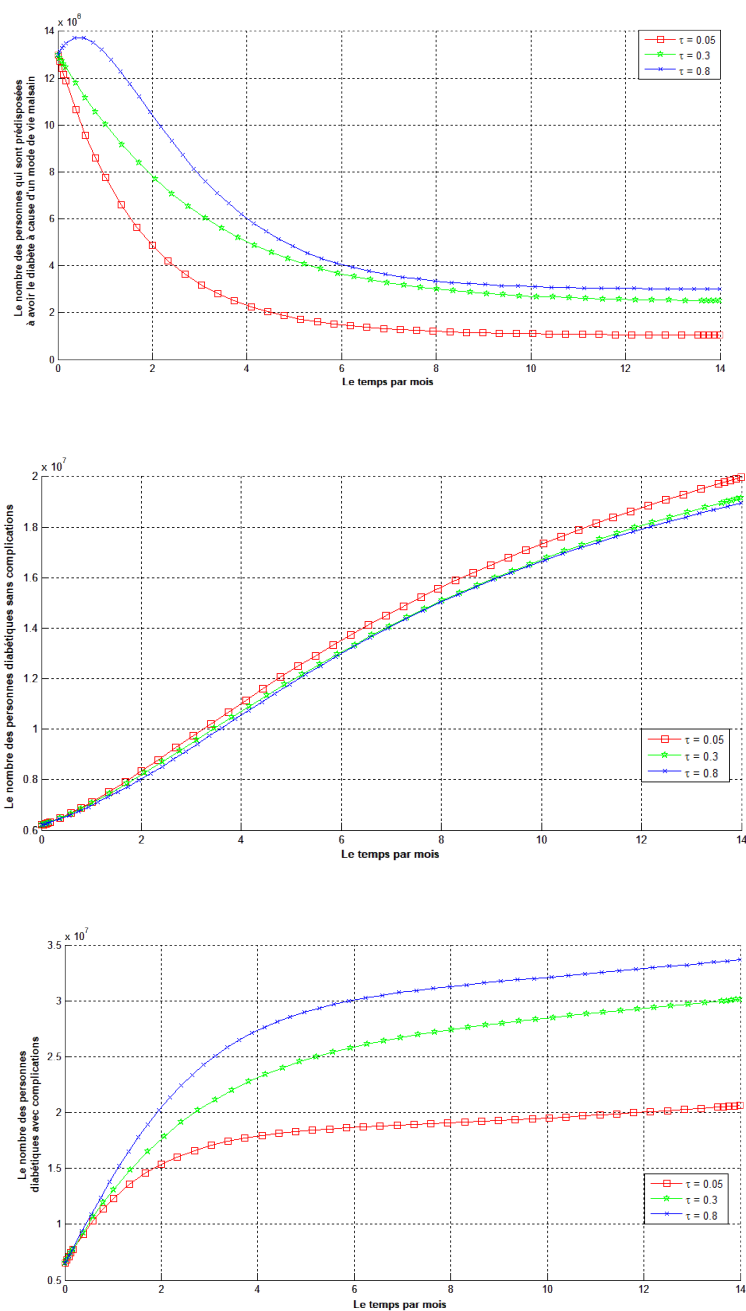 x 10⁶
14
12
10
8
6
4
2
0
Le nombre des personnes qui sont prédisposées
à avoir le diabète a cause d'un mode de vie malsain
τ = 0.05
τ = 0.3
τ = 0.8
0 2 4 6 8 10 12 14
Le temps par mois
x 10⁷
2
1.8
1.6
1.4
1.2
1
0.8
0.6
Le nombre des personnes diabétiques sans complications
τ = 0.05
τ = 0.3
τ = 0.8
0 2 4 6 8 10 12 14
Le temps par mois
x 10⁷
3.5
3
2.5
2
1.5
1
0.5
Le nombre des personnes
diabétiques avec complications
τ = 0.05
τ = 0.3
τ = 0.8
0 2 4 6 8 10 12 14
Le temps par mois